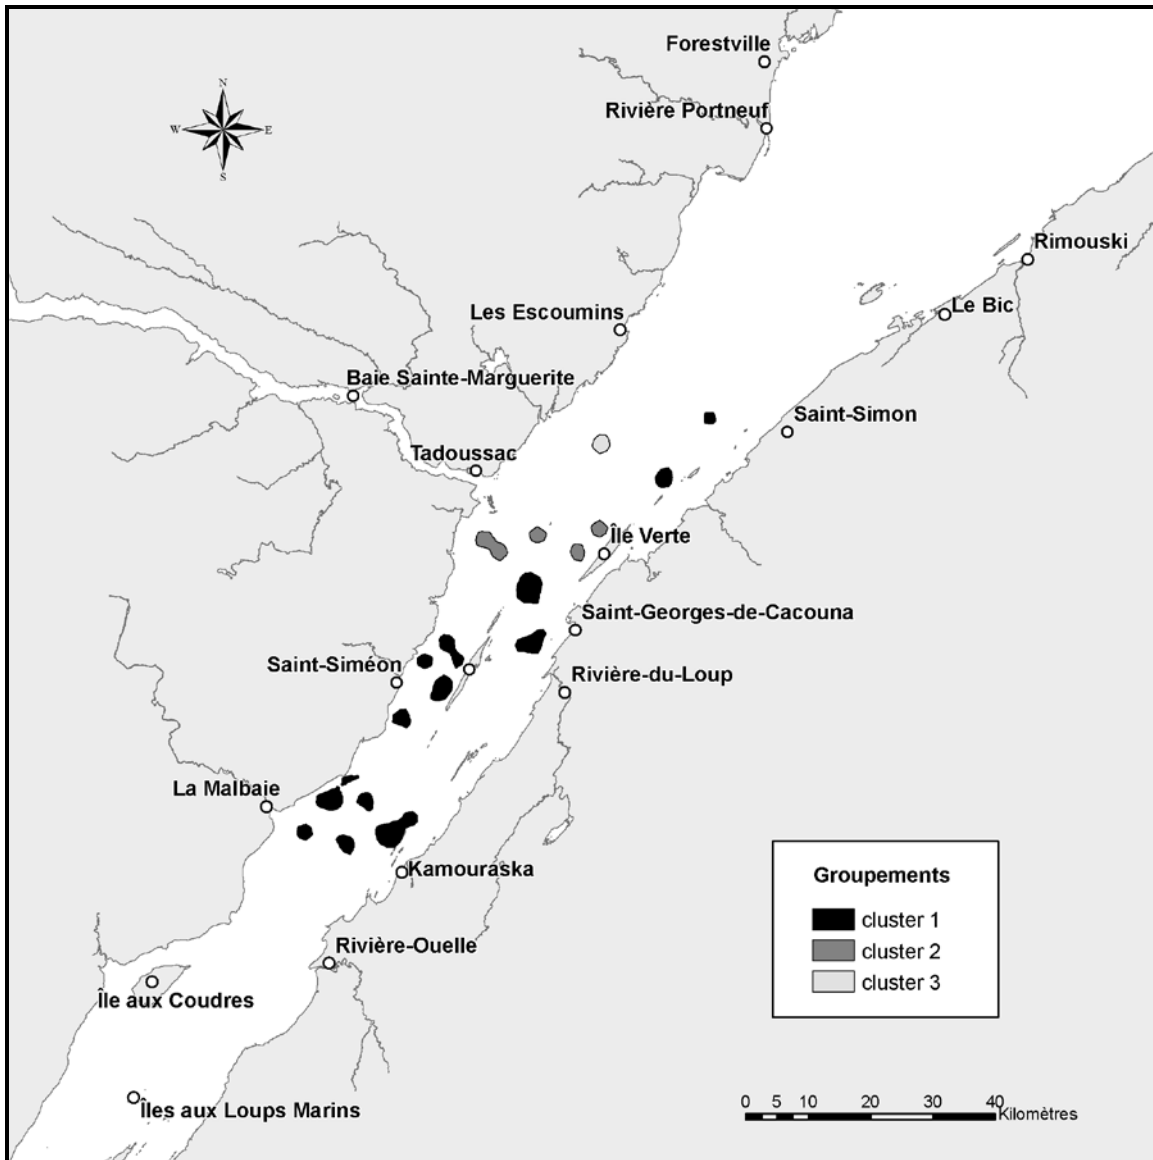 Forestville
Rivière Portneuf
N
W E
S
Rimouski
Les Escoumins
Le Bic
Baie Sainte-Marguerite
Saint-Simon
Tadoussac
Île Verte
Saint-Georges-de-Cacouna
Saint-Siméon
Rivière-du-Loup
La Malbaie
Kamouraska
Groupements
cluster 1
cluster 2
cluster 3
Rivière-Ouelle
Île aux Coudres
Îles aux Loups Marins
0 5 10 20 30 40
Kilomètres